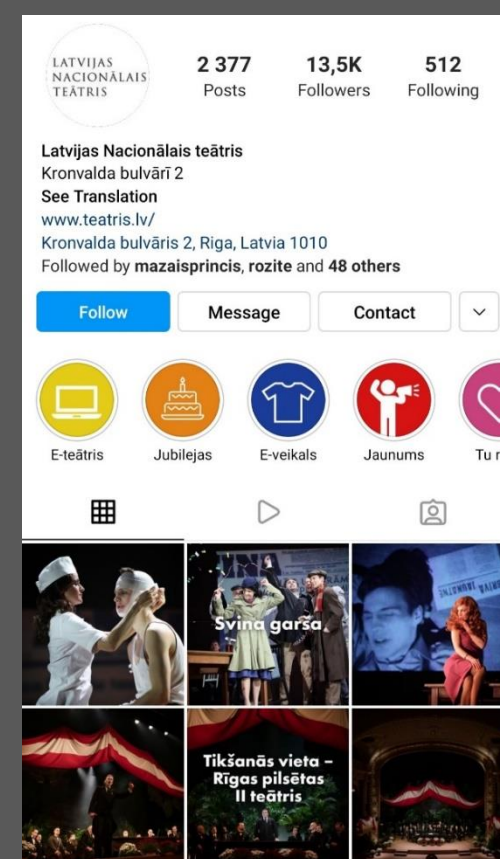 LATVIJAS
NACIONĀLAIS
TEĀTRIS
2 377
Posts
13,5K
Followers
512
Following
Latvijas Nacionālais teātris
Kronvalda bulvārī 2
See Translation
www.teatris.lv/
Kronvalda bulvāris 2, Riga, Latvia 1010
Followed by mazaisprincis, rozite and 48 others
Follow
Message
Contact
E-teātris
Jubilejas
E-veikals
Jaunums
Tu
Svina garša
Tikšanās vieta –
Rīgas pilsētas
II teātris